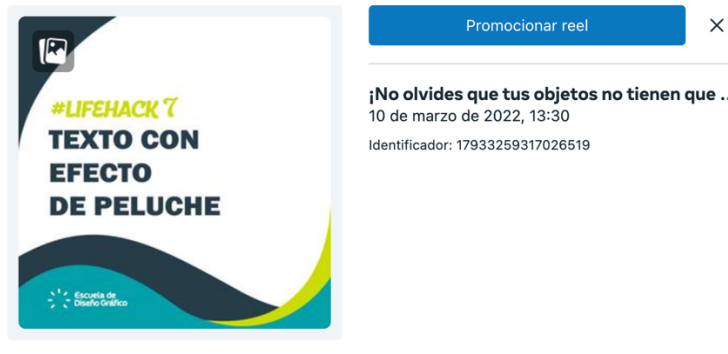 #LIFEHACK 7
TEXTO CON
EFECTO
DE PELUCHE
Escuela de
Diseño Gráfico
Promocionar reel
¡No olvides que tus objetos no tienen que ...
10 de marzo de 2022, 13:30
Identificador: 17933259317026519